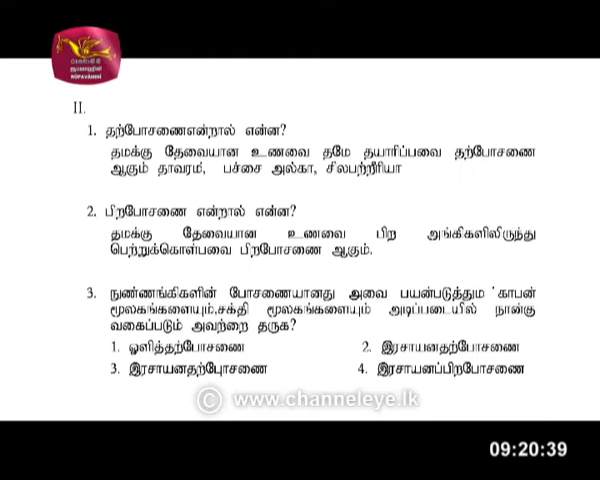 RUPAVAHINI
II.
1. தற்போசணைஎன்றால் என்ன?
தமக்கு தேவையான உணவை தமே தயாரிப்பவை தற்போசணை
ஆகும் தாவரம், பச்சை அல்கா, சிலபற்றீரியா
2. பிறபோசணை என்றால் என்ன?
தமக்கு தேவையான உணவை பிற அங்கிகளிலிருந்து
பெற்றுக்கொள்பவை பிறபோசணை ஆகும்.
3. நுண்ணங்கிகளின் போசணையானது அவை பயன்படுத்தும காபன்
மூலகங்களையும்,சக்தி மூலகங்களையும் அடிப்படையில் நான்கு
வகைப்படும் அவற்றை தருக?
1. ஒளித்தற்போசணை 2. இரசாயனதற்போசணை
3. இரசாயனதற்போசணை 4. இரசாயனப்பிறபோசணை
© www.channeleye.lk
09:20:39